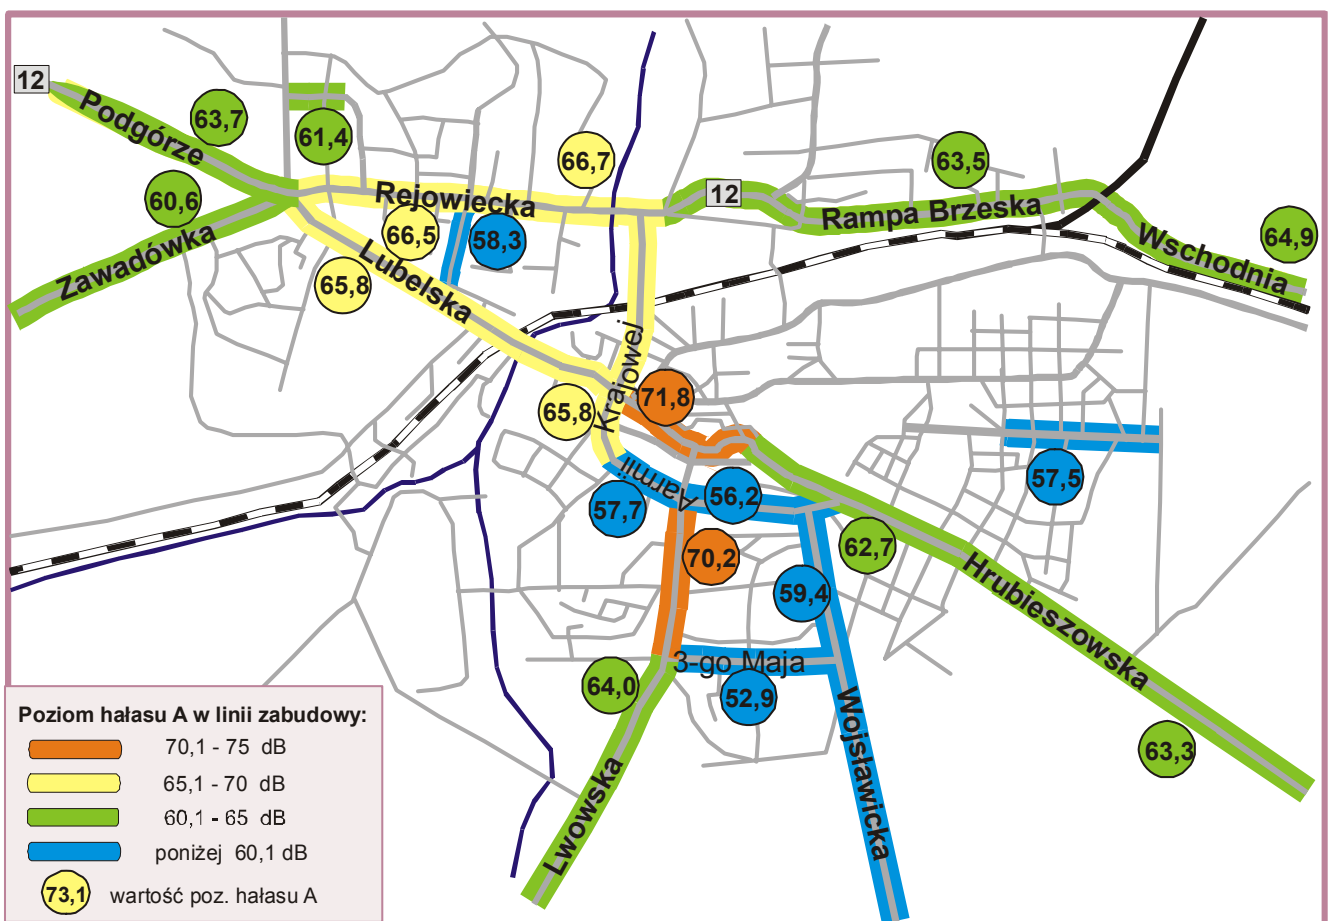 12
Podgórze
63,7
61,4
66,7
63,5
60,6
Rejowiecka
12
Rampa Brzeska
Zawadówka
66,5
58,3
Wschodnia
64,9
65,8
Lubelska
Krajowej
71,8
65,8
Aarmii
57,7
56,2
57,5
70,2
62,7
59,4
Hrubieszowska
3-go Maja
64,0
52,9
Wojsławicka
63,3
Lwowska
Poziom hałasu A w linii zabudowy:
70,1 - 75 dB
65,1 - 70 dB
60,1 - 65 dB
poniżej 60,1 dB
73,1 wartość poz. hałasu A